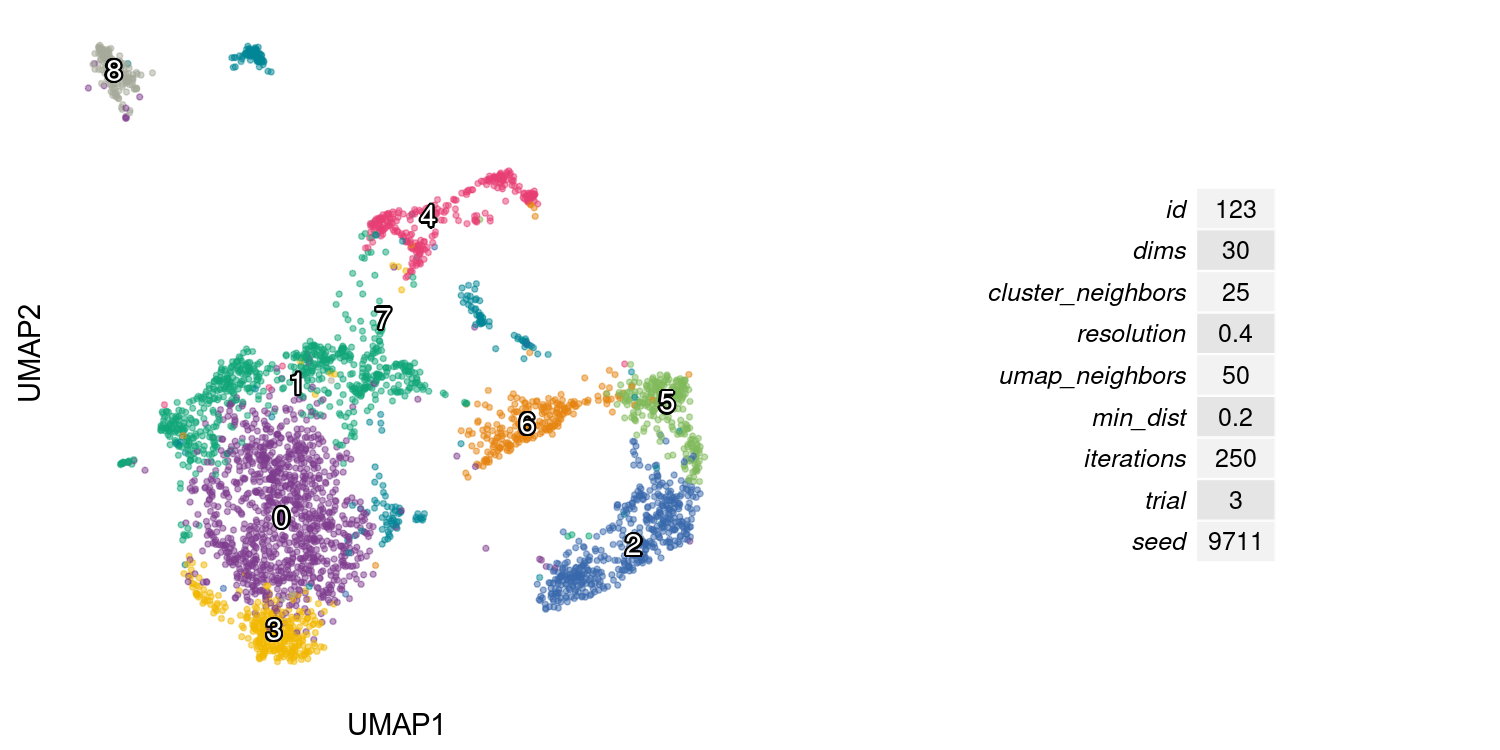 8
4
7
1
5
6
0
2
3
UMAP2
UMAP1
id 123
dims 30
cluster_neighbors 25
resolution 0.4
umap_neighbors 50
min_dist 0.2
iterations 250
trial 3
seed 9711